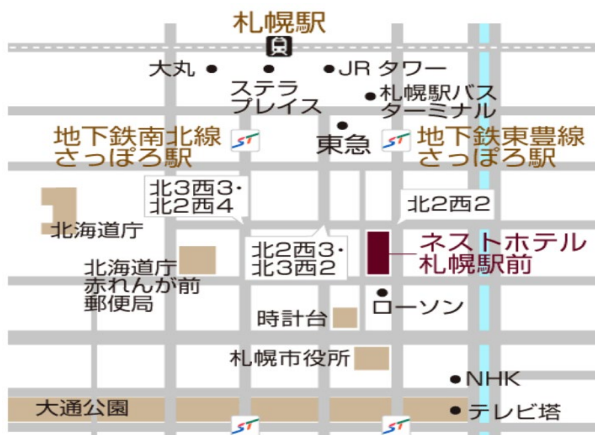 札幌駅
大丸
ステラ
プレイス
JRタワー
札幌駅バス
ターミナル
東急
地下鉄南北線
さっぽろ駅
ST
ST
地下鉄東豊線
さっぽろ駅
北3西3・
北2西4
北2西2
北海道庁
北2西3・
北3西2
ネストホテル
札幌駅前
北海道庁
赤れんが前
郵便局
ローソン
時計台
札幌市役所
NHK
大通公園
テレビ塔
ST
ST